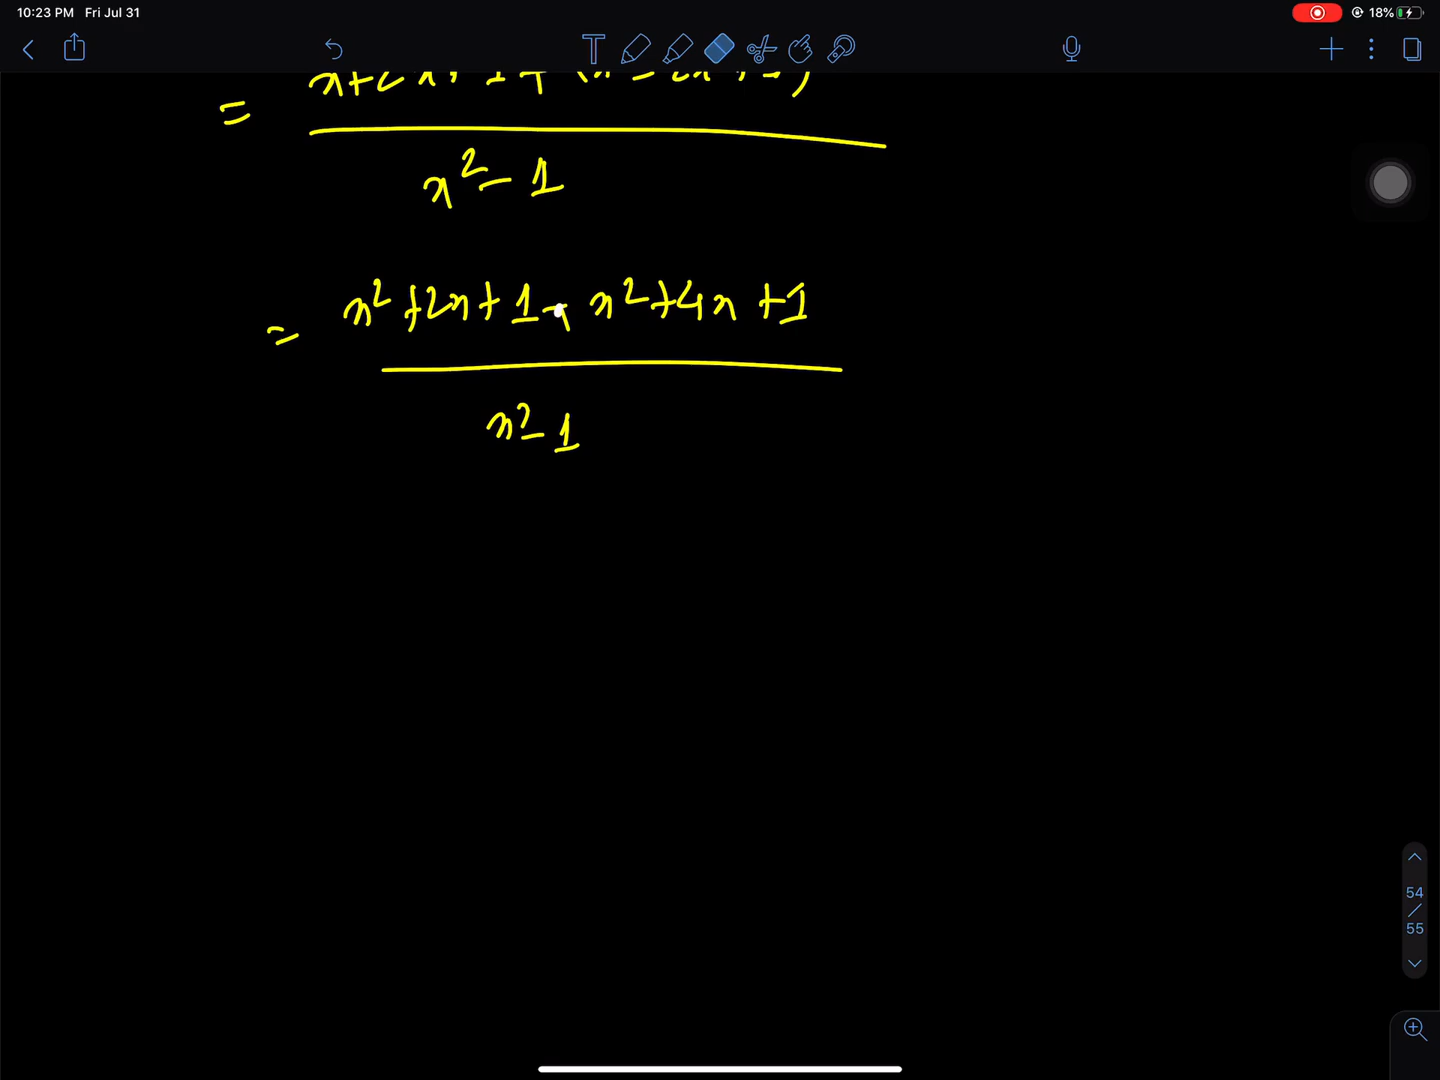 10:23 PM Fri Jul 31
18%
=
x² - 1
= x² + 2x + 1 - x² + 4x + 1
x² - 1
54
55